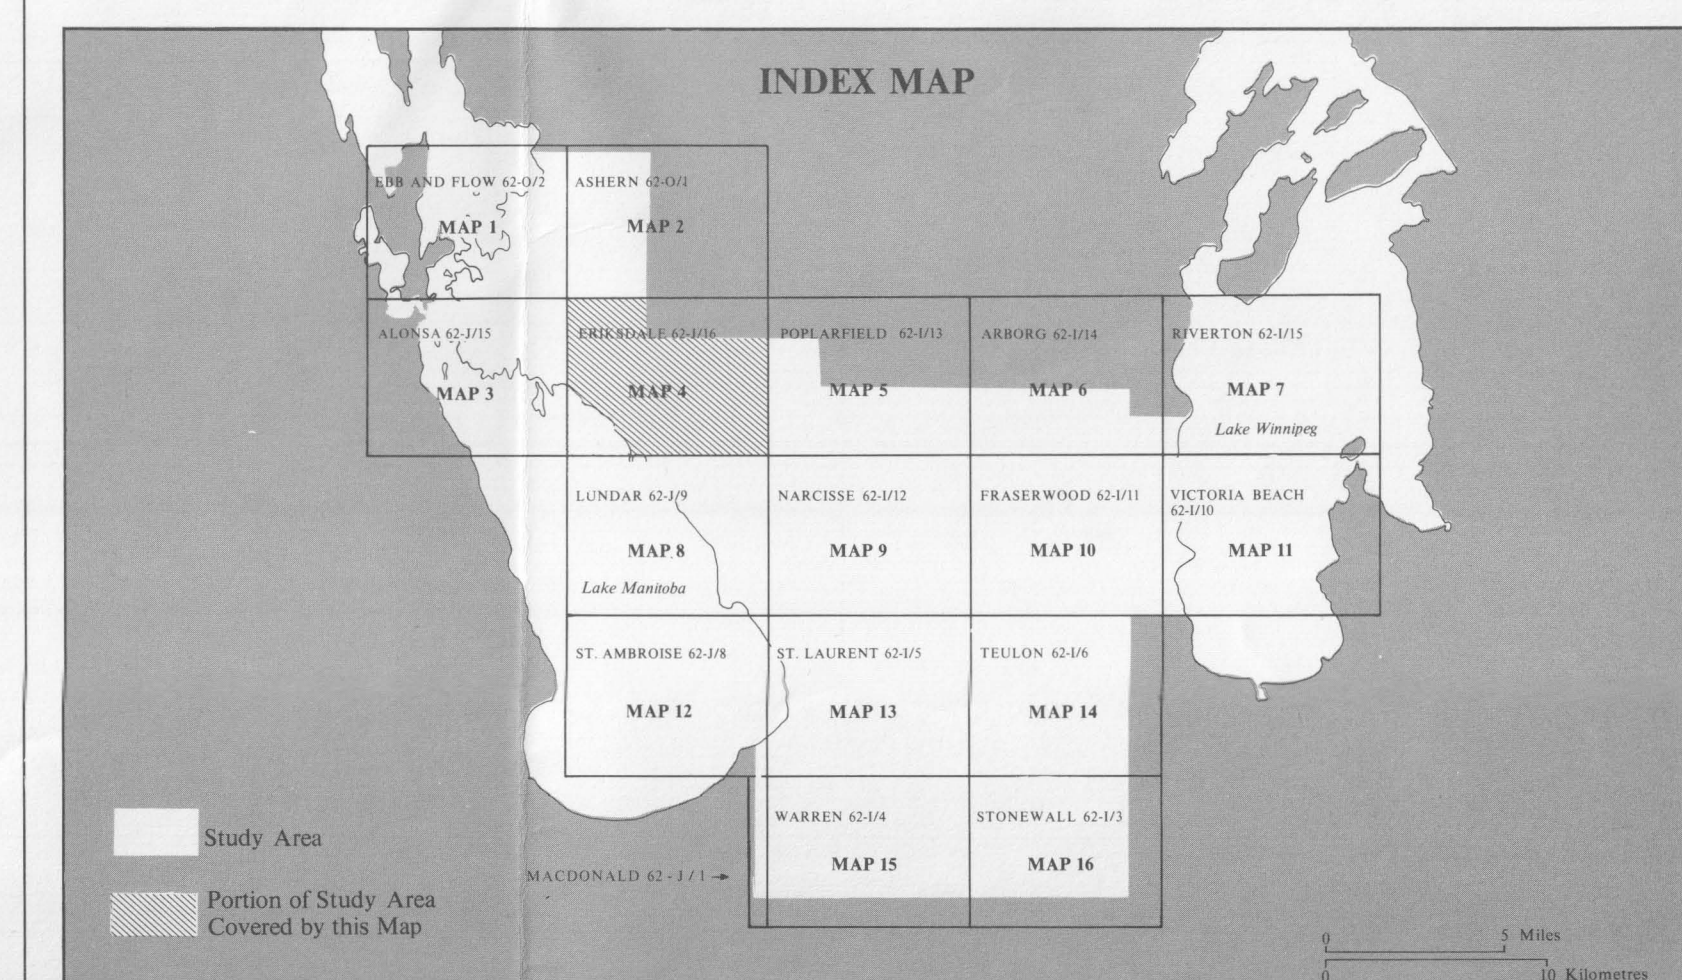 INDEX MAP
EBB AND FLOW 62-O/2
ASHERN 62-O/1
MAP 1
MAP 2
ALONSA 62-J/15
ERIKSDALE 62-J/16
POPLARFIELD 62-I/13
ARBORG 62-I/14
RIVERTON 62-I/15
MAP 3
MAP 4
MAP 5
MAP 6
MAP 7
Lake Winnipeg
LUNDAR 62-J/9
NARCISSE 62-I/12
FRASERWOOD 62-I/11
VICTORIA BEACH
62-I/10
MAP 8
MAP 9
MAP 10
MAP 11
Lake Manitoba
ST. AMBROISE 62-J/8
ST. LAURENT 62-I/5
TEULON 62-I/6
MAP 12
MAP 13
MAP 14
WARREN 62-I/4
STONEWALL 62-I/3
MAP 15
MAP 16
MACDONALD 62-J/1 →
Study Area
Portion of Study Area
Covered by this Map
0 5 Miles
0 10 Kilometres